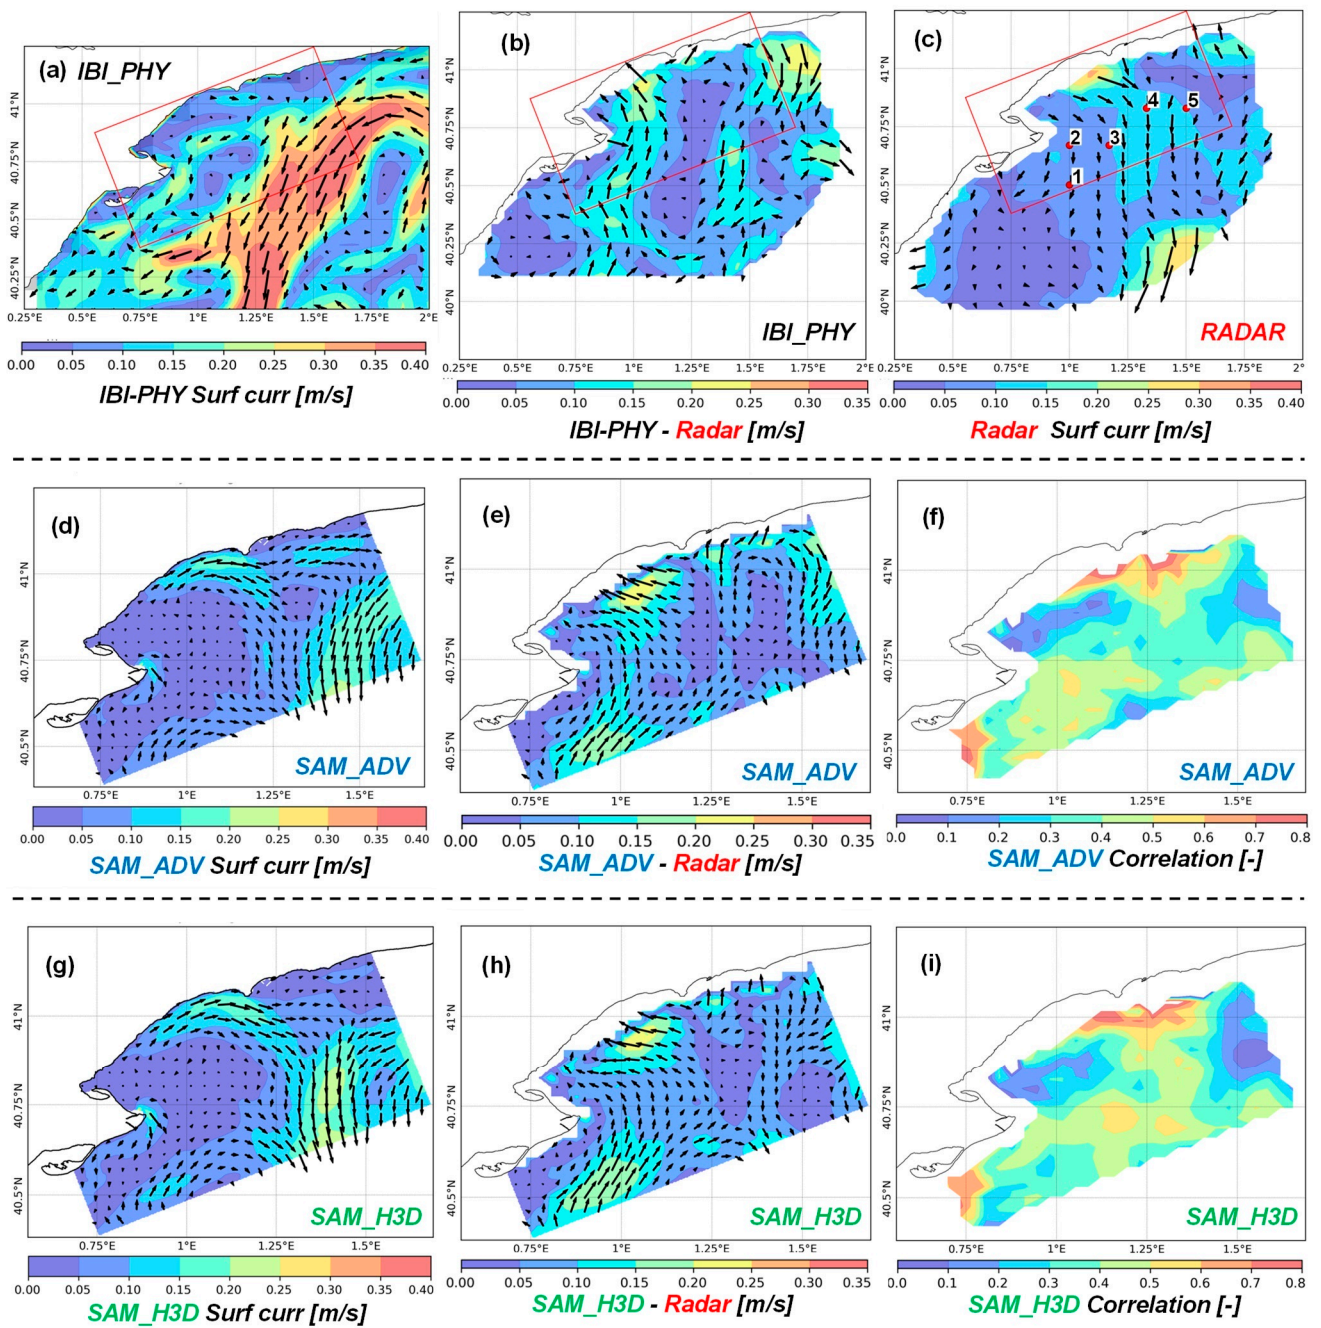 (a) IBI_PHY
41°N
40.75°N
40.5°N
40.25°N
0.25°E 0.5°E 0.75°E 1°E 1.25°E 1.5°E 1.75°E 2°E
0.00 0.05 0.10 0.15 0.20 0.25 0.30 0.35 0.40
IBI-PHY Surf curr [m/s]
(b)
41°N
40.75°N
40.5°N
40.25°N
40°N
IBI_PHY
0.25°E 0.5°E 0.75°E 1°E 1.25°E 1.5°E 1.75°E 2°
0.00 0.05 0.10 0.15 0.20 0.25 0.30 0.35
IBI-PHY - Radar [m/s]
(c)
41°N
40.75°N
40.5°N
40.25°N
40°N
4 5
2 3
1
RADAR
0.25°E 0.5°E 0.75°E 1°E 1.25°E 1.5°E 1.75°E 2°
0.00 0.05 0.10 0.15 0.20 0.25 0.30 0.35 0.40
Radar Surf curr [m/s]
(d)
41°N
40.75°N
40.5°N
SAM_ADV
0.75°E 1°E 1.25°E 1.5°E
0.00 0.05 0.10 0.15 0.20 0.25 0.30 0.35 0.40
SAM_ADV Surf curr [m/s]
(e)
41°N
40.75°N
40.5°N
SAM_ADV
0.75°E 1°E 1.25°E 1.5°E
0.00 0.05 0.10 0.15 0.20 0.25 0.30 0.35
SAM_ADV - Radar [m/s]
(f)
41°N
40.75°N
40.5°N
SAM_ADV
0.75°E 1°E 1.25°E 1.5°E
0.0 0.1 0.2 0.3 0.4 0.5 0.6 0.7 0.8
SAM_ADV Correlation [-]
(g)
41°N
40.75°N
40.5°N
SAM_H3D
0.75°E 1°E 1.25°E 1.5°E
0.00 0.05 0.10 0.15 0.20 0.25 0.30 0.35 0.40
SAM_H3D Surf curr [m/s]
(h)
41°N
40.75°N
40.5°N
SAM_H3D
0.75°E 1°E 1.25°E 1.5°E
0.00 0.05 0.10 0.15 0.20 0.25 0.30 0.35
SAM_H3D - Radar [m/s]
(i)
41°N
40.75°N
40.5°N
SAM_H3D
0.75°E 1°E 1.25°E 1.5°E
0.0 0.1 0.2 0.3 0.4 0.5 0.6 0.7 0.8
SAM_H3D Correlation [-]